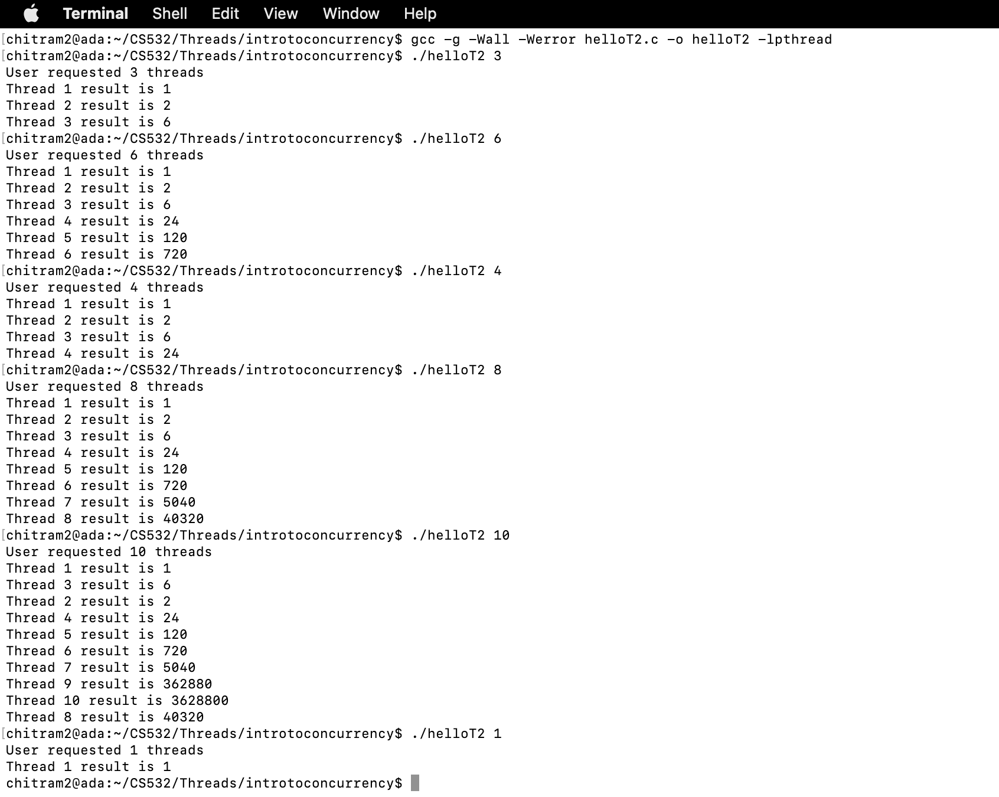 Terminal Shell Edit View Window Help
[chitram2@ada:~/CS532/Threads/introtoconcurrency$ gcc -g -Wall -Werror helloT2.c -o helloT2 -lpthread
[chitram2@ada:~/CS532/Threads/introtoconcurrency$ ./helloT2 3
User requested 3 threads
Thread 1 result is 1
Thread 2 result is 2
Thread 3 result is 6
[chitram2@ada:~/CS532/Threads/introtoconcurrency$ ./helloT2 6
User requested 6 threads
Thread 1 result is 1
Thread 2 result is 2
Thread 3 result is 6
Thread 4 result is 24
Thread 5 result is 120
Thread 6 result is 720
[chitram2@ada:~/CS532/Threads/introtoconcurrency$ ./helloT2 4
User requested 4 threads
Thread 1 result is 1
Thread 2 result is 2
Thread 3 result is 6
Thread 4 result is 24
[chitram2@ada:~/CS532/Threads/introtoconcurrency$ ./helloT2 8
User requested 8 threads
Thread 1 result is 1
Thread 2 result is 2
Thread 3 result is 6
Thread 4 result is 24
Thread 5 result is 120
Thread 6 result is 720
Thread 7 result is 5040
Thread 8 result is 40320
[chitram2@ada:~/CS532/Threads/introtoconcurrency$ ./helloT2 10
User requested 10 threads
Thread 1 result is 1
Thread 3 result is 6
Thread 2 result is 2
Thread 4 result is 24
Thread 5 result is 120
Thread 6 result is 720
Thread 7 result is 5040
Thread 9 result is 362880
Thread 10 result is 3628800
Thread 8 result is 40320
[chitram2@ada:~/CS532/Threads/introtoconcurrency$ ./helloT2 1
User requested 1 threads
Thread 1 result is 1
chitram2@ada:~/CS532/Threads/introtoconcurrency$